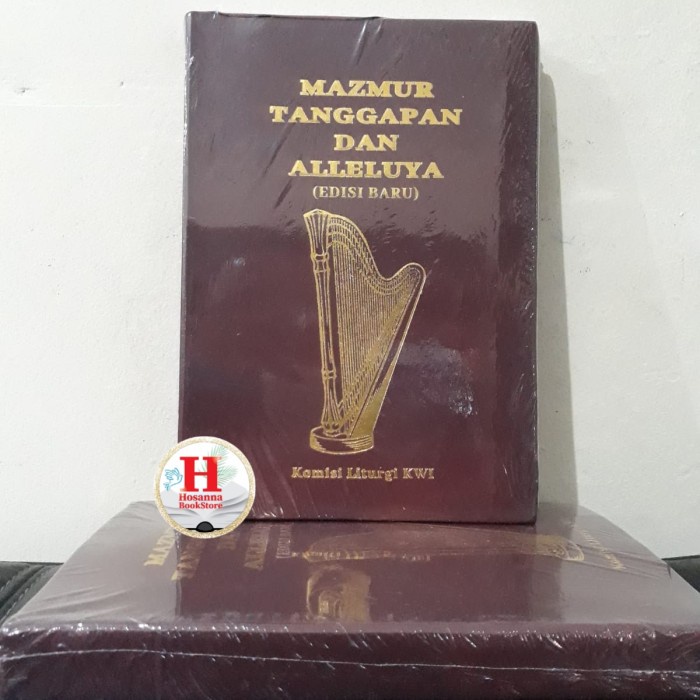 MAZMUR
TANGGAPAN
DAN
ALLELUYA
(EDISI BARU)
Komisi Liturgi KWI
H
Hosanna
BookStore